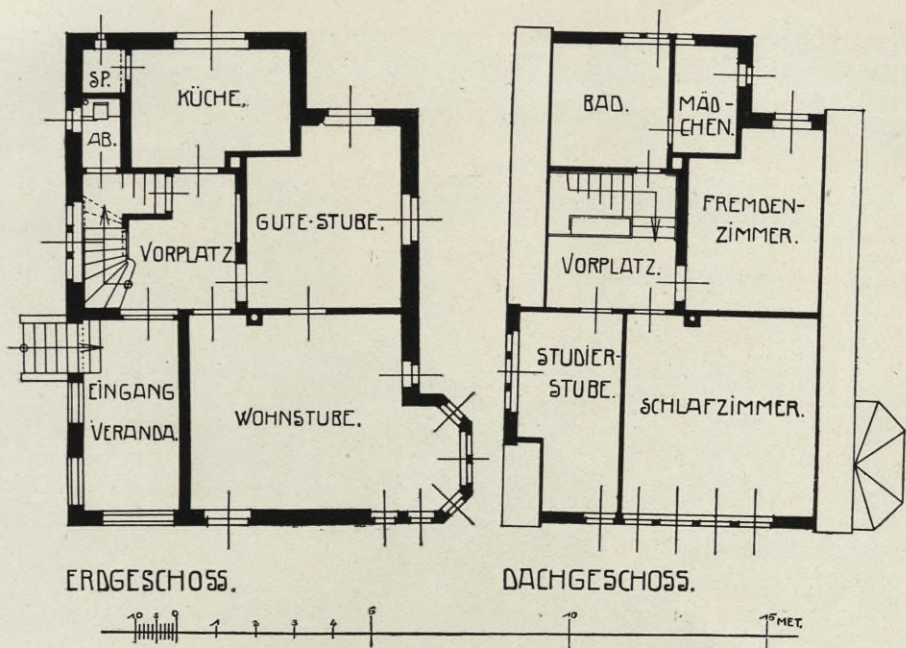 SP.
KÜCHE.
AB.
GUTE·STUBE.
VORPLATZ
EINGANG
VERANDA.
WOHNSTUBE.
ERDGESCHOSS.
BAD.
MÄD-
CHEN.
FREMDEN-
ZIMMER.
VORPLATZ.
STUDIER-
STUBE.
SCHLAFZIMMER.
DACHGESCHOSS.
10 5 0 1 2 3 4 5 10 15 MET.